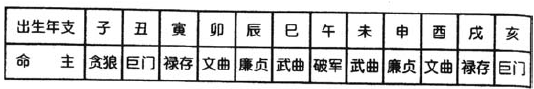 出生年支 子 丑 寅 卯 辰 巳 午 未 申 酉 戌 亥
命主 贪狼 巨门 禄存 文曲 廉贞 武曲 破军 武曲 廉贞 文曲 禄存 巨门